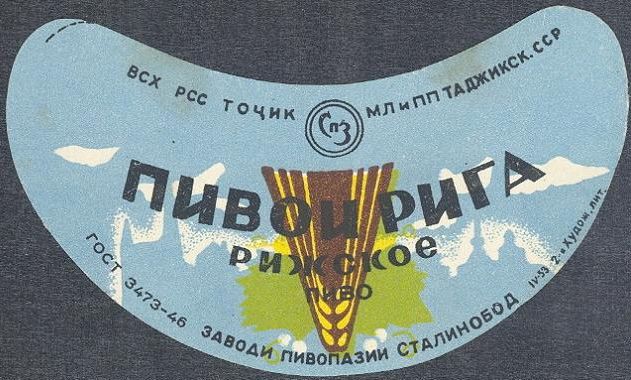 ВСХ РСС ТОҶИК
СПЗ
МЛиПП ТАДЖИКСК. ССР
ПИВОИ РИГА
РИЖСКОЕ
ПИВО
ГОСТ 3473-46 ЗАВОДИ ПИВОПАЗИИ СТАЛИНОБОД
IV-53 2-я Худож. лит.